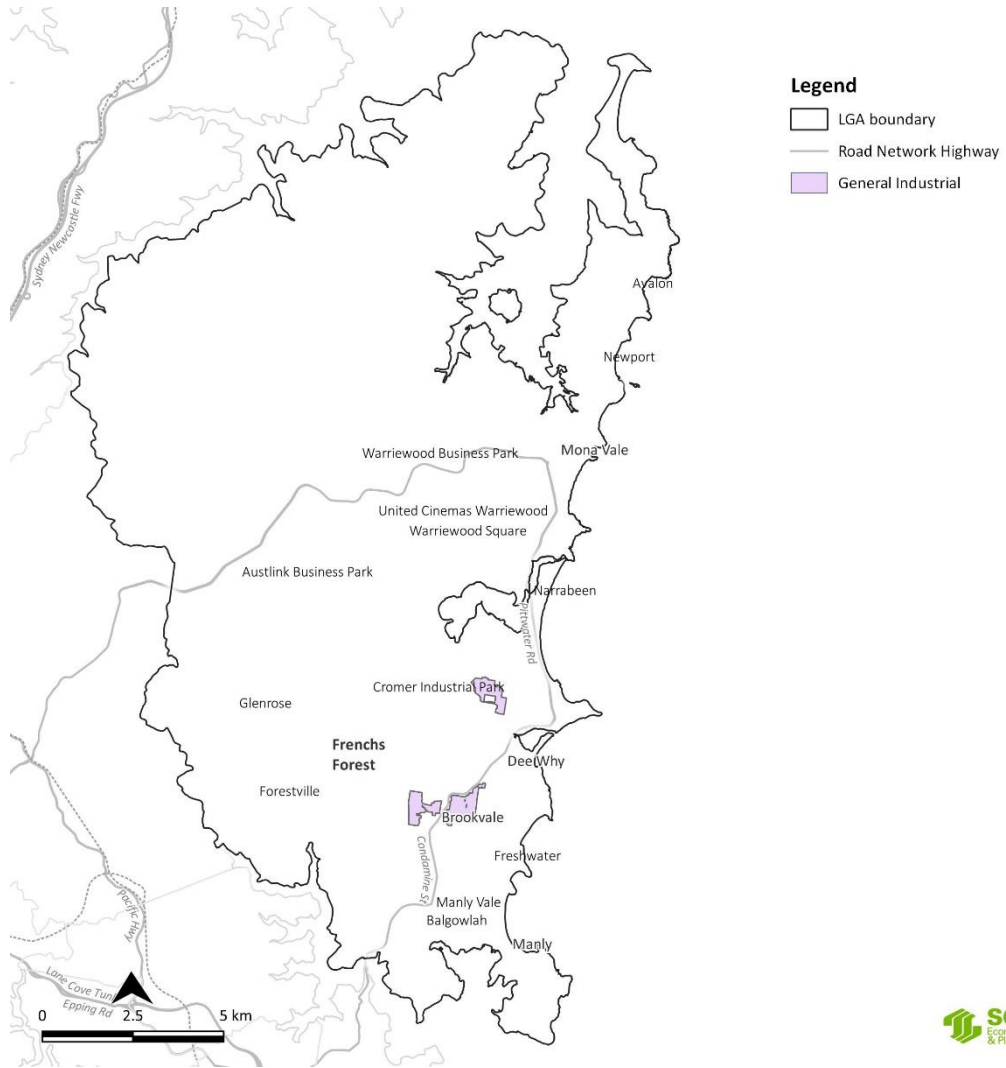 Legend
LGA boundary
Road Network Highway
General Industrial
Sydney Newcastle Fwy
Avalon
Newport
Mona Vale
Warriewood Business Park
United Cinemas Warriewood
Warriewood Square
Austlink Business Park
Narrabeen
Pittwater Rd
Cromer Industrial Park
Glenrose
Frenchs
Forest
Dee Why
Forestville
Brookvale
Condamine St
Freshwater
Manly Vale
Balgowlah
Manly
Pacific Hwy
Lane Cove Tun
Epping Rd
0 2.5 5 km
SG
Econ
& Pl